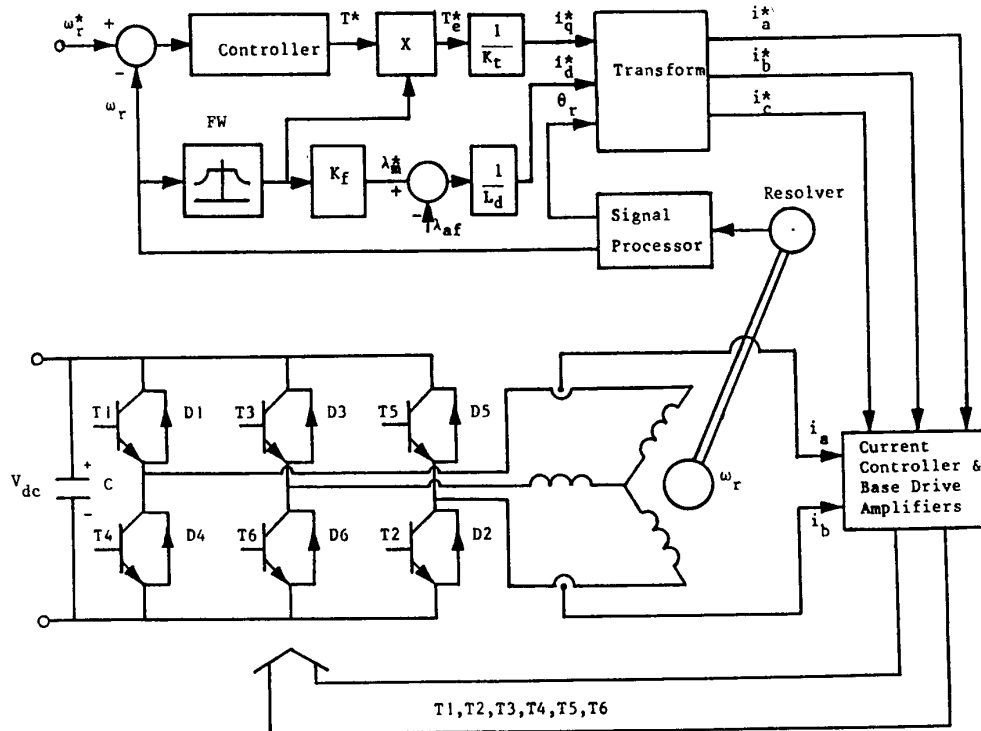 ω*r + Controller T* X T*e 1/Kt i*q Transform i*a
i*d i*b
θr i*c
-
ωr FW
Kf λ*m + 1/Ld
- λaf
Signal Processor Resolver
T1 D1 T3 D3 T5 D5
Vdc + C - ωr
ia Current
Controller &
Base Drive
Amplifiers
ib
T4 D4 T6 D6 T2 D2
T1,T2,T3,T4,T5,T6